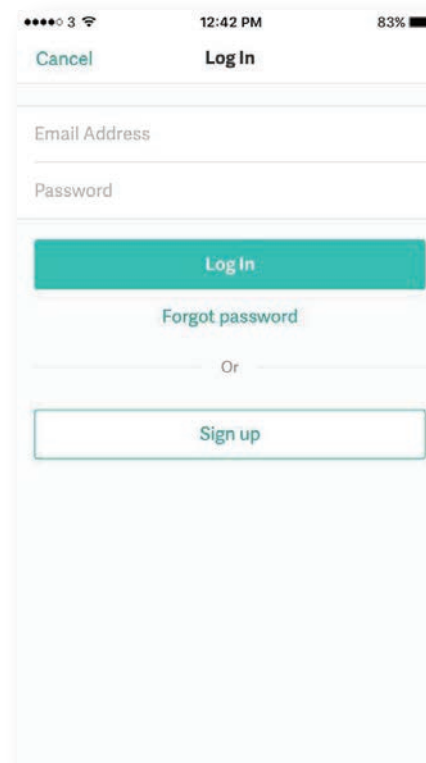 3 12:42 PM 83%
Cancel Log In
Email Address
Password
Log In
Forgot password
Or
Sign up